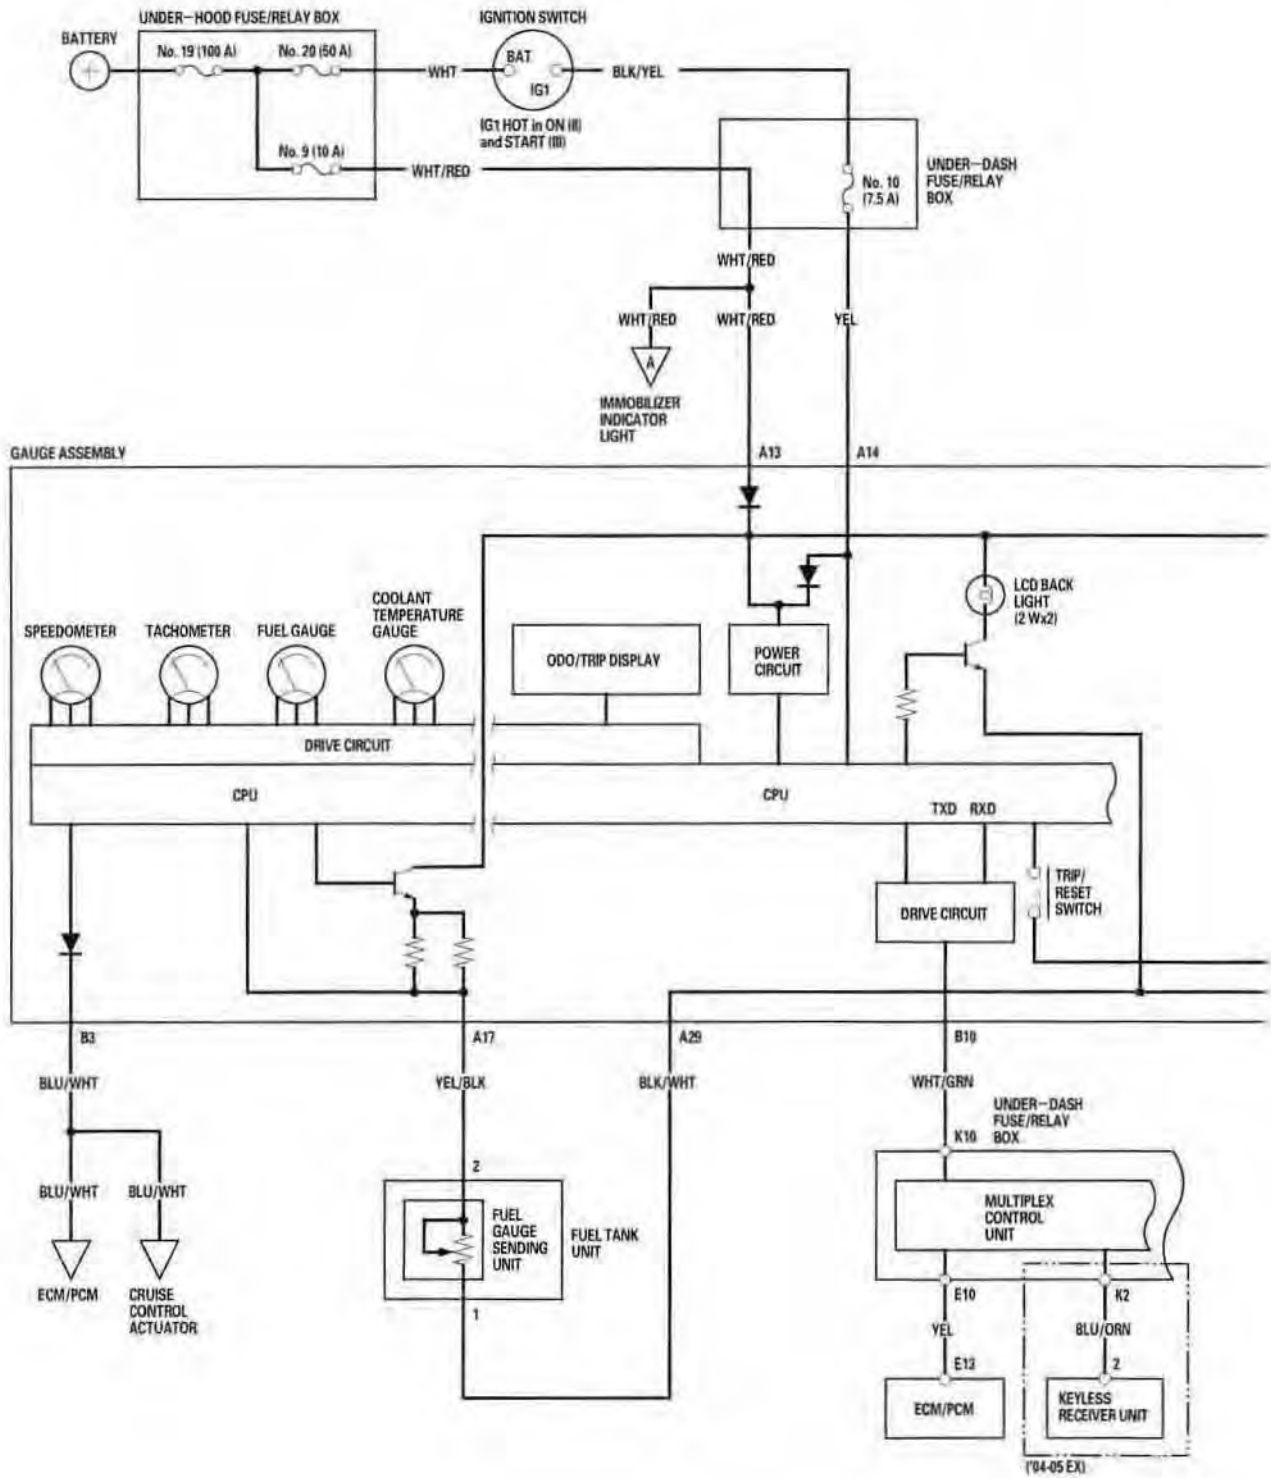 UNDER-HOOD FUSE/RELAY BOX
IGNITION SWITCH
BATTERY
No. 19 (100 A)
No. 20 (50 A)
WHT
BAT
IG1
BLK/YEL
IG1 HOT in ON (II)
and START (III)
No. 9 (10 A)
WHT/RED
No. 10
(7.5 A)
UNDER-DASH
FUSE/RELAY
BOX
WHT/RED
WHT/RED
WHT/RED
YEL
A
IMMOBILIZER
INDICATOR
LIGHT
GAUGE ASSEMBLY
A13
A14
LCD BACK
LIGHT
(2 Wx2)
SPEEDOMETER
TACHOMETER
FUEL GAUGE
COOLANT
TEMPERATURE
GAUGE
ODO/TRIP DISPLAY
POWER
CIRCUIT
DRIVE CIRCUIT
CPU
CPU
TXD
RXD
DRIVE CIRCUIT
TRIP/
RESET
SWITCH
B3
A17
A29
B10
BLU/WHT
YEL/BLK
BLK/WHT
WHT/GRN
UNDER-DASH
FUSE/RELAY
BOX
K10
BLU/WHT
BLU/WHT
2
FUEL
GAUGE
SENDING
UNIT
FUEL TANK
UNIT
1
MULTIPLEX
CONTROL
UNIT
ECM/PCM
CRUISE
CONTROL
ACTUATOR
E10
K2
YEL
BLU/ORN
E13
2
ECM/PCM
KEYLESS
RECEIVER UNIT
('04-05 EX)